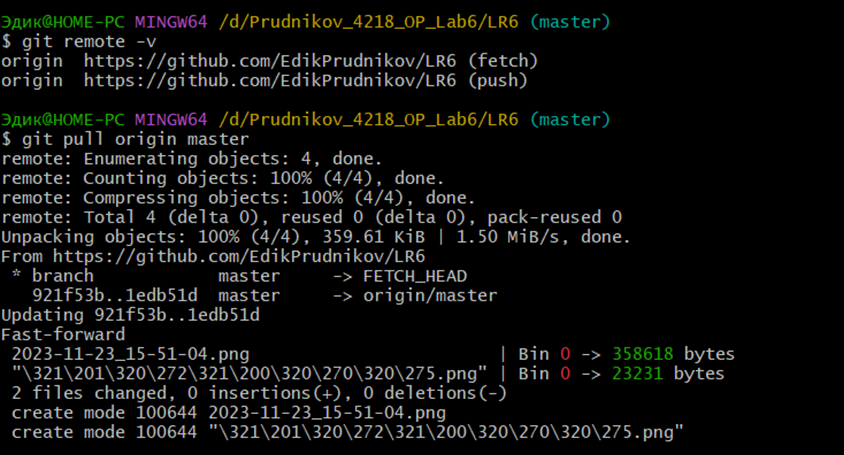 Эдик@HOME-PC MINGW64 /d/Prudnikov_4218_OP_Lab6/LR6 (master)
$ git remote -v
origin  https://github.com/EdikPrudnikov/LR6 (fetch)
origin  https://github.com/EdikPrudnikov/LR6 (push)
Эдик@HOME-PC MINGW64 /d/Prudnikov_4218_OP_Lab6/LR6 (master)
$ git pull origin master
remote: Enumerating objects: 4, done.
remote: Counting objects: 100% (4/4), done.
remote: Compressing objects: 100% (4/4), done.
remote: Total 4 (delta 0), reused 0 (delta 0), pack-reused 0
Unpacking objects: 100% (4/4), 359.61 KiB | 1.50 MiB/s, done.
From https://github.com/EdikPrudnikov/LR6
 * branch            master     -> FETCH_HEAD
   921f53b..1edb51d  master     -> origin/master
Updating 921f53b..1edb51d
Fast-forward
 2023-11-23_15-51-04.png                          | Bin 0 -> 358618 bytes
 "\321\201\320\272\321\200\320\270\320\275.png" | Bin 0 -> 23231 bytes
 2 files changed, 0 insertions(+), 0 deletions(-)
 create mode 100644 2023-11-23_15-51-04.png
 create mode 100644 "\321\201\320\272\321\200\320\270\320\275.png"